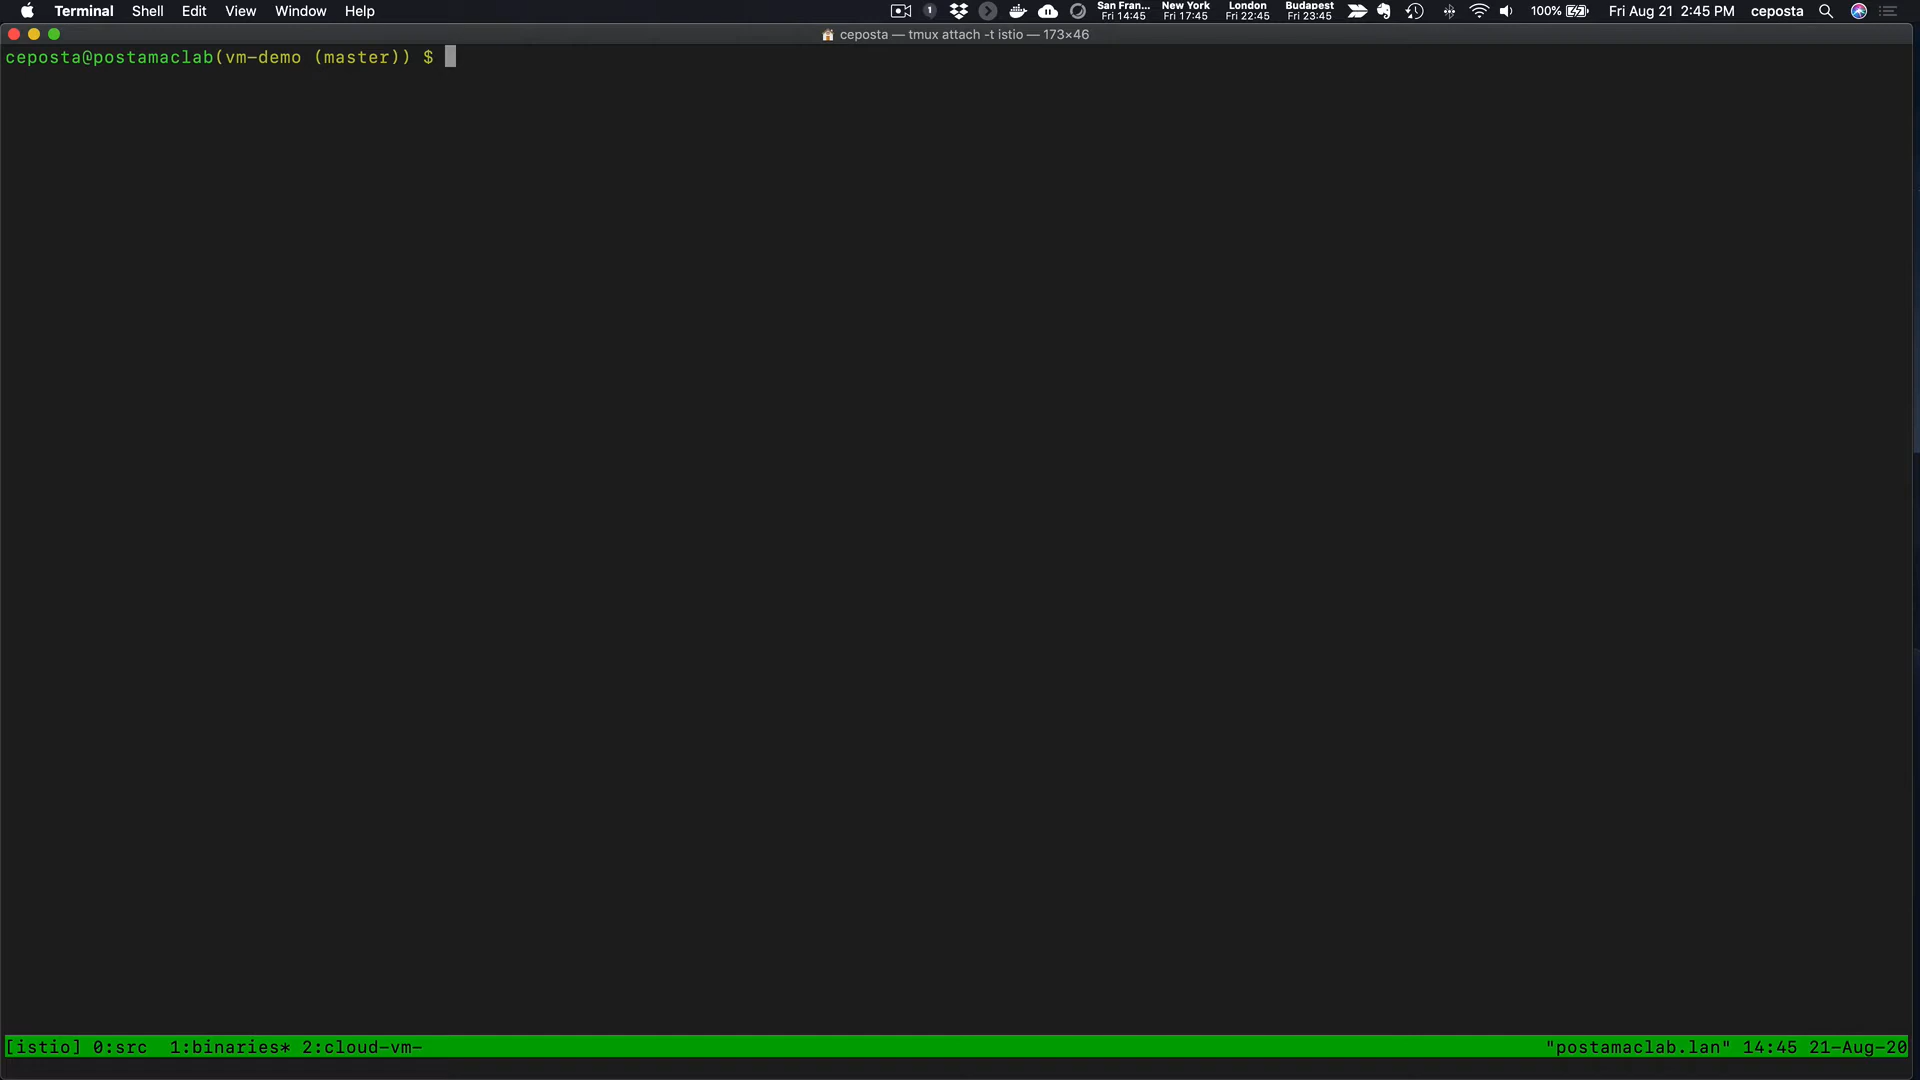 Terminal Shell Edit View Window Help
San Fran... New York London Budapest
Fri 14:45 Fri 17:45 Fri 22:45 Fri 23:45
1 100% Fri Aug 21 2:45 PM ceposta
ceposta — tmux attach -t istio — 173×46
ceposta@postamaclab(vm-demo (master)) $
[istio] 0:src 1:binaries* 2:cloud-vm- "postamaclab.lan" 14:45 21-Aug-20